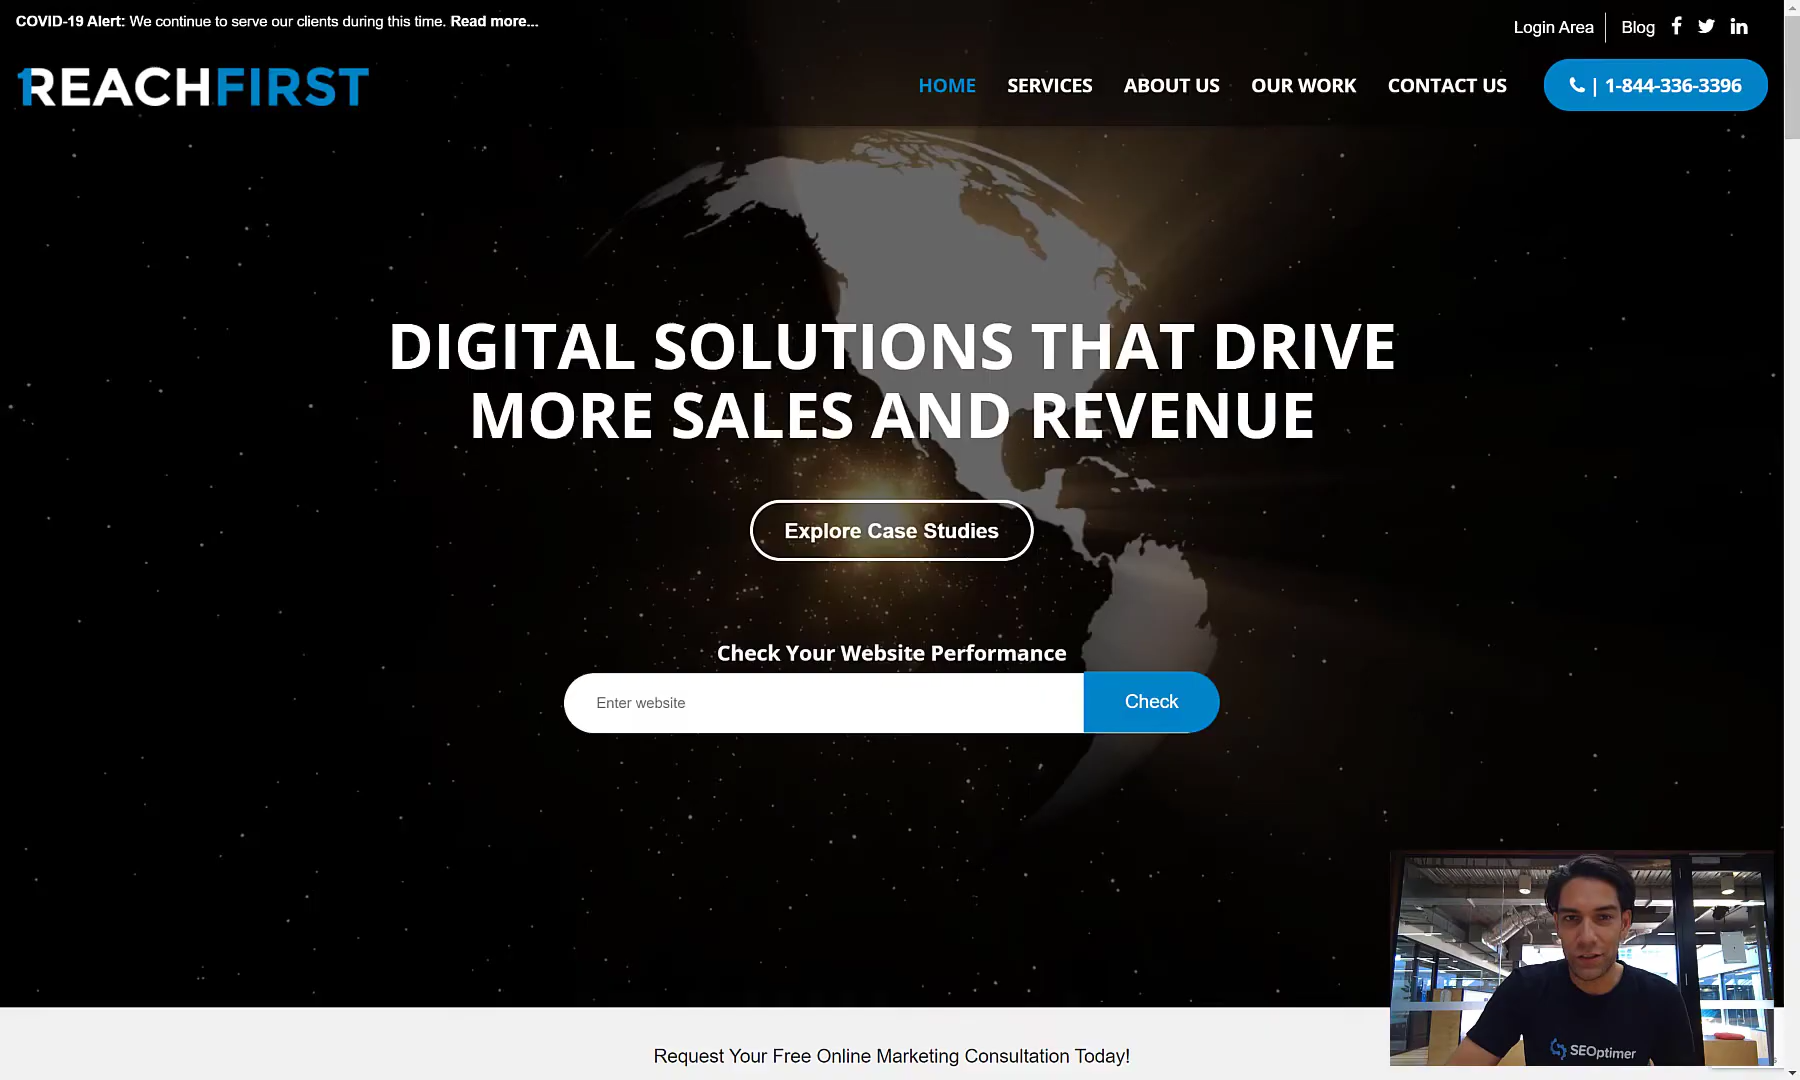 COVID-19 Alert: We continue to serve our clients during this time. Read more...
Login Area
Blog
1REACHFIRST
HOME
SERVICES
ABOUT US
OUR WORK
CONTACT US
| 1-844-336-3396
DIGITAL SOLUTIONS THAT DRIVE
MORE SALES AND REVENUE
Explore Case Studies
Check Your Website Performance
Enter website
Check
SEOptimer
Request Your Free Online Marketing Consultation Today!